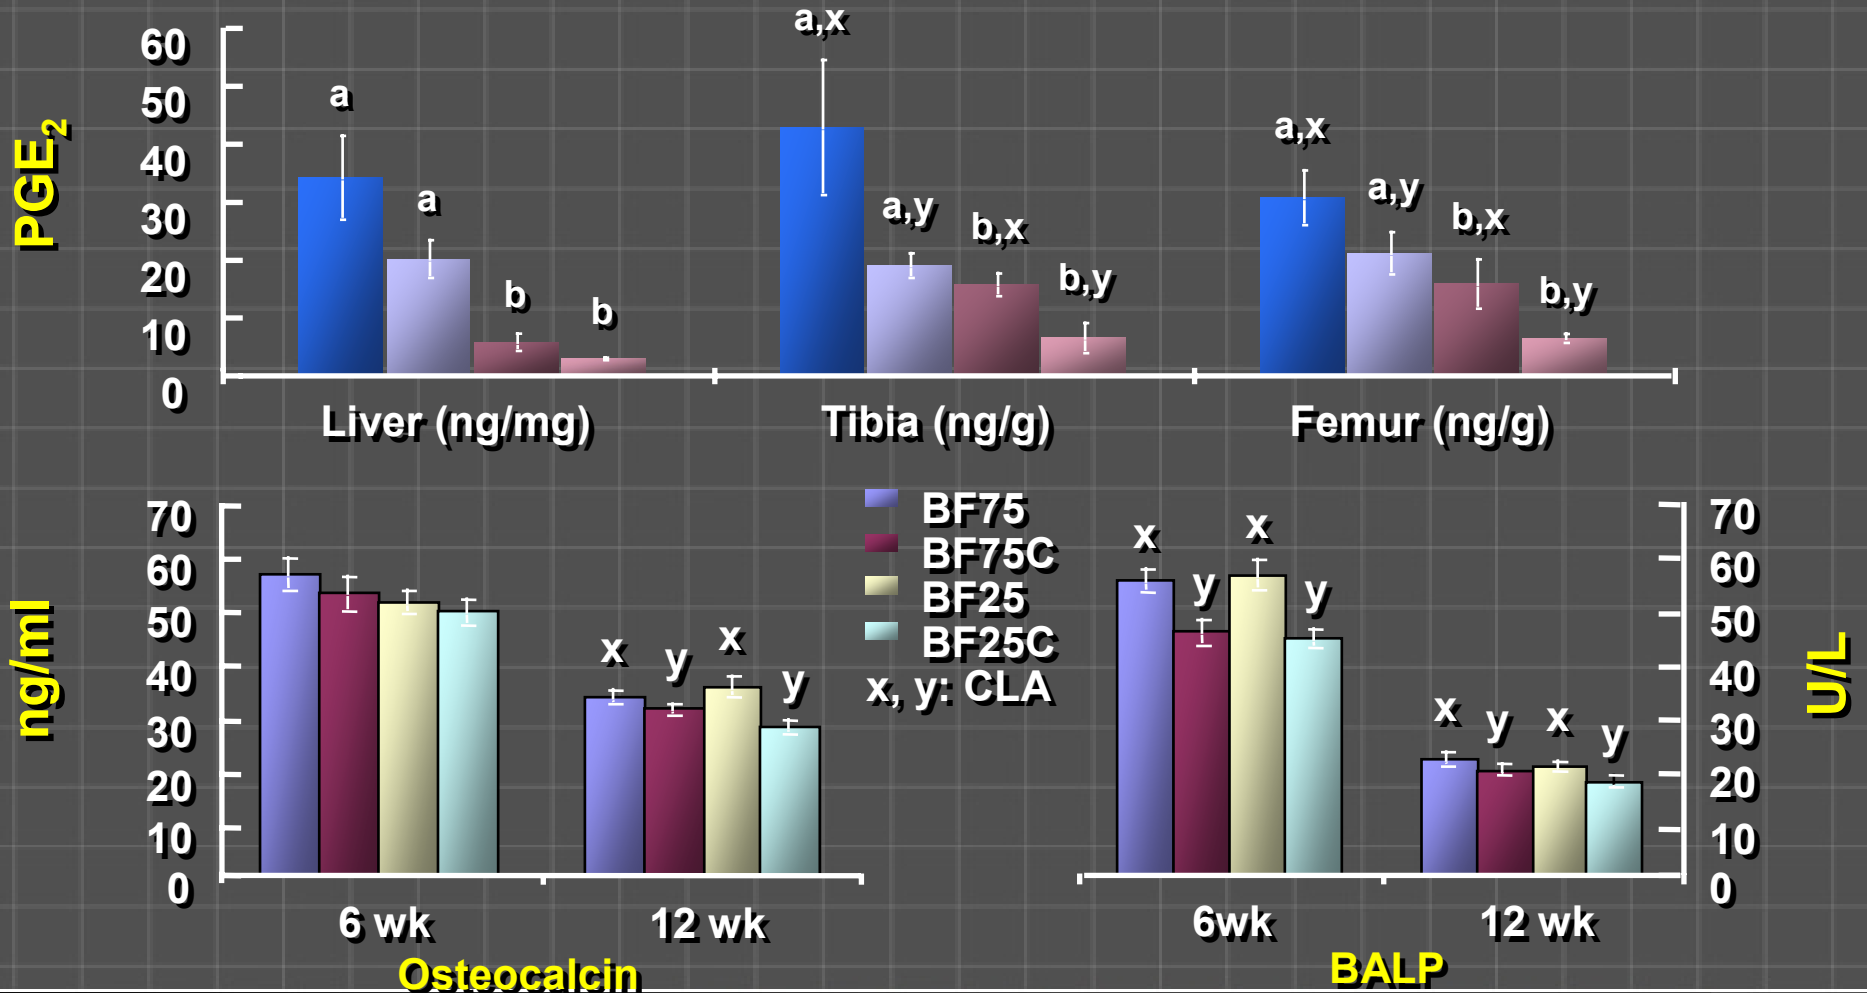 PGE2
60
50
40
30
20
10
0
a
a
b
b
a,x
a,y
b,x
b,y
a,x
a,y
b,x
b,y
Liver (ng/mg)
Tibia (ng/g)
Femur (ng/g)
ng/ml
70
60
50
40
30
20
10
0
x
y
x
y
6 wk
12 wk
Osteocalcin
BF75
BF75C
BF25
BF25C
x, y: CLA
x
y
x
y
x
y
x
y
70
60
50
40
30
20
10
0
U/L
6wk
12 wk
BALP